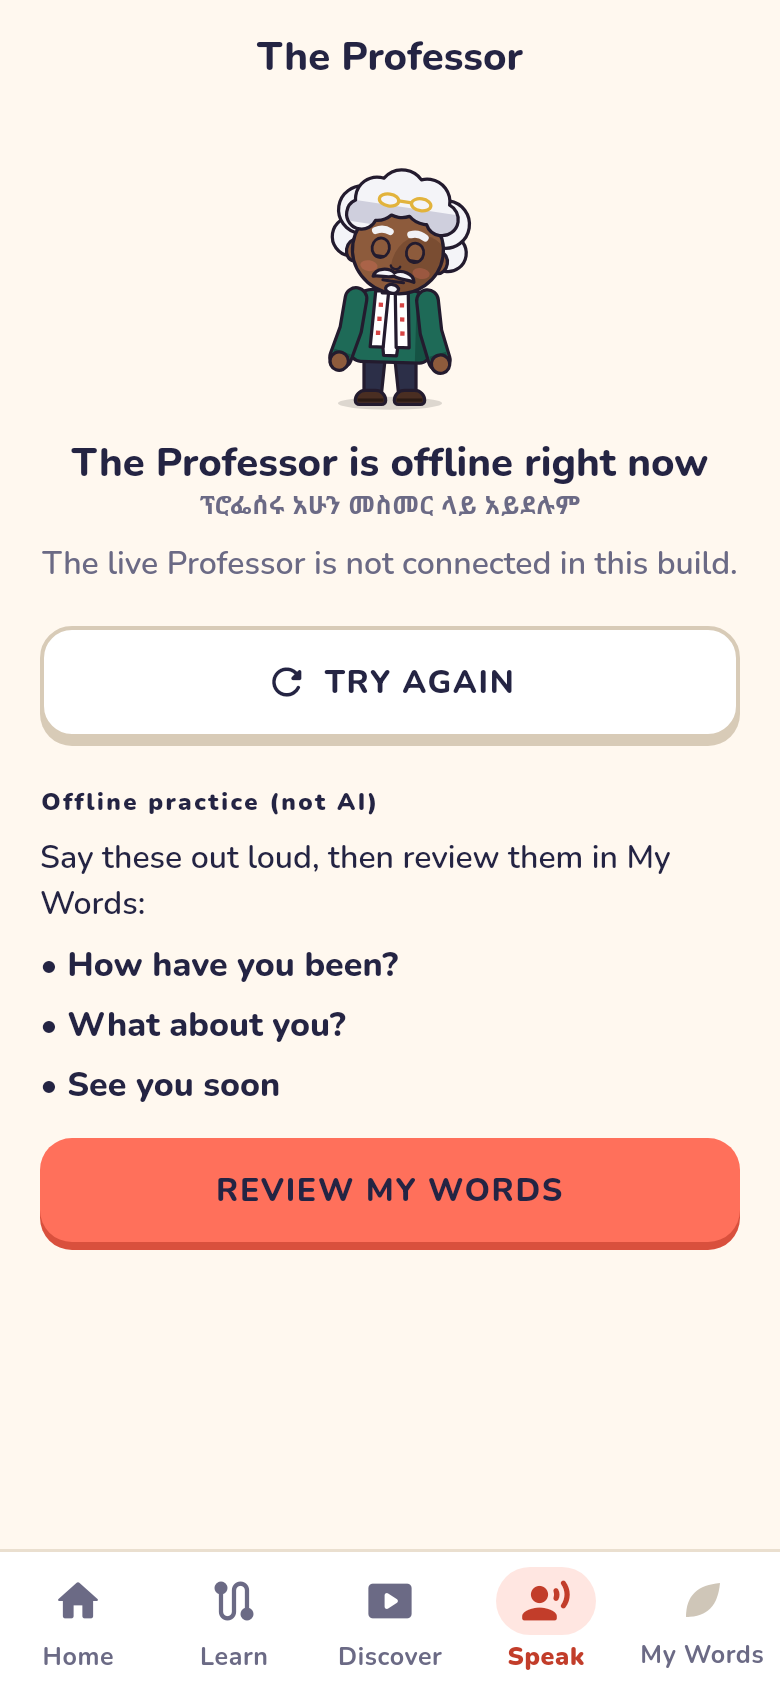 The Professor
The Professor is offline right now
ፕሮፌሰሩ አሁን መስመር ላይ አይደሉም
The live Professor is not connected in this build.
TRY AGAIN
Offline practice (not AI)
Say these out loud, then review them in My
Words:
• How have you been?
• What about you?
• See you soon
REVIEW MY WORDS
Home
Learn
Discover
Speak
My Words